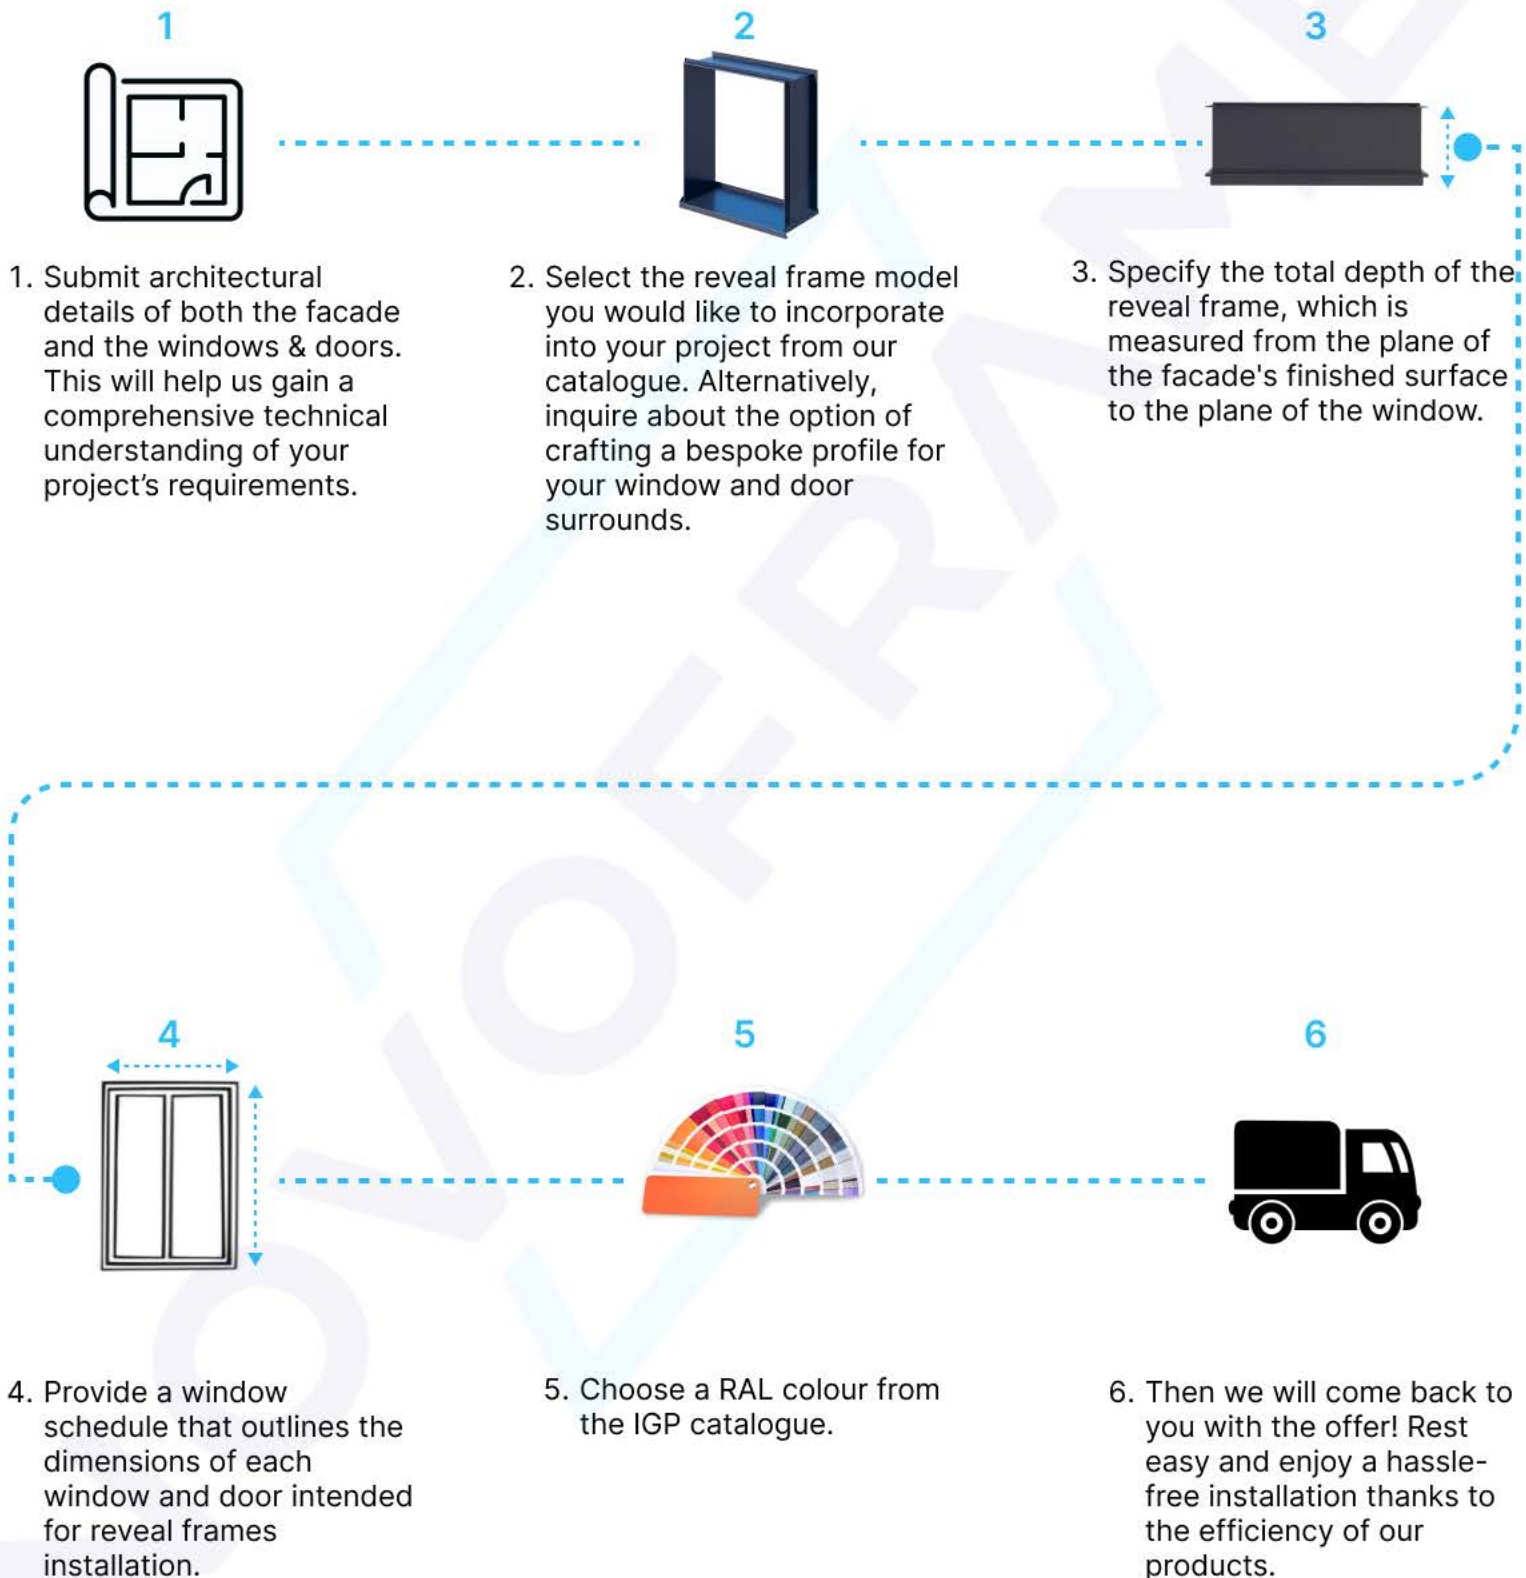 1
2
3
1. Submit architectural
details of both the facade
and the windows & doors.
This will help us gain a
comprehensive technical
understanding of your
project’s requirements.
2. Select the reveal frame model
you would like to incorporate
into your project from our
catalogue. Alternatively,
inquire about the option of
crafting a bespoke profile for
your window and door
surrounds.
3. Specify the total depth of the
reveal frame, which is
measured from the plane of
the facade's finished surface
to the plane of the window.
4
5
6
4. Provide a window
schedule that outlines the
dimensions of each
window and door intended
for reveal frames
installation.
5. Choose a RAL colour from
the IGP catalogue.
6. Then we will come back to
you with the offer! Rest
easy and enjoy a hassle-
free installation thanks to
the efficiency of our
products.
OVOFRAME